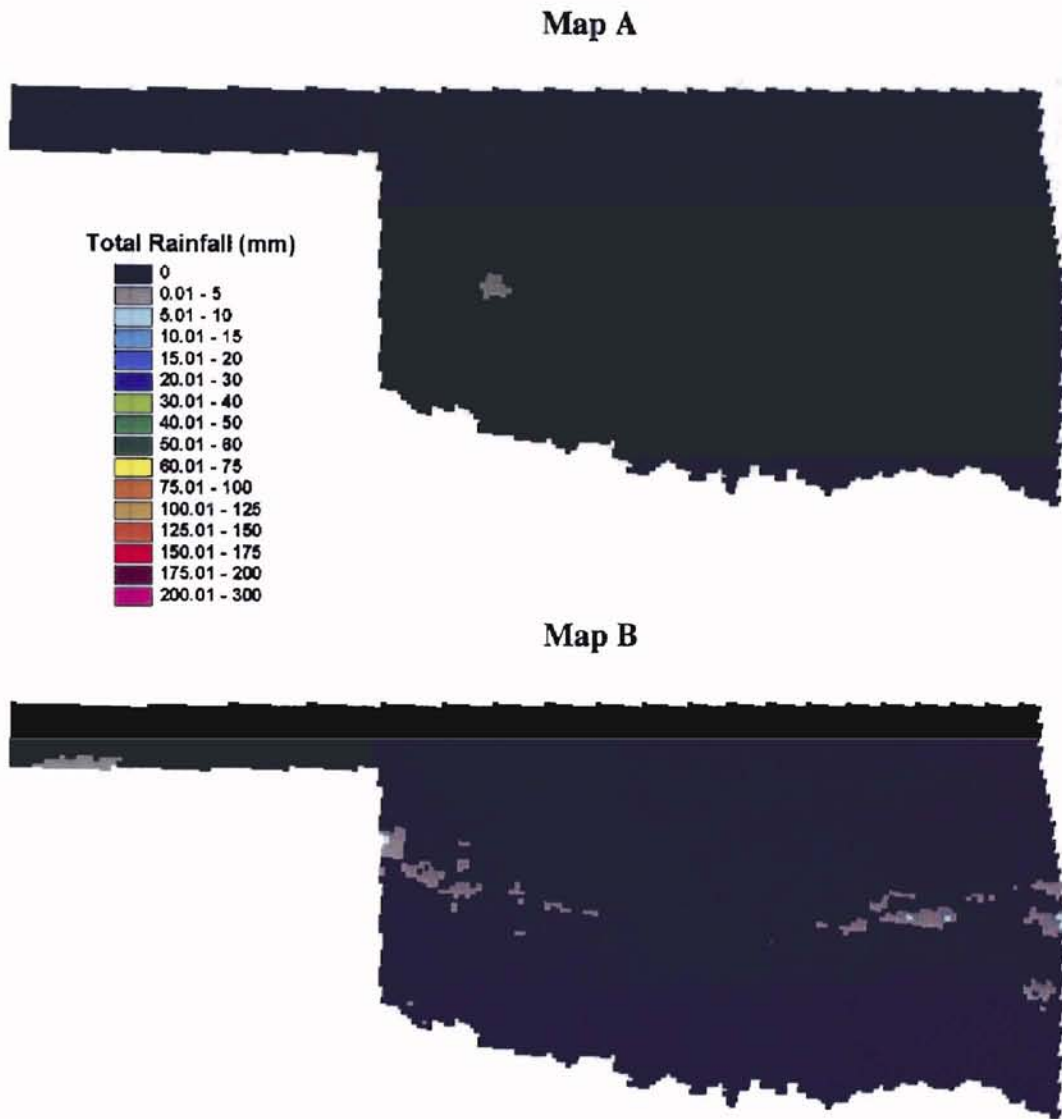 Map A
Total Rainfall (mm)
0
0.01 - 5
5.01 - 10
10.01 - 15
15.01 - 20
20.01 - 30
30.01 - 40
40.01 - 50
50.01 - 60
60.01 - 75
75.01 - 100
100.01 - 125
125.01 - 150
150.01 - 175
175.01 - 200
200.01 - 300
Map B